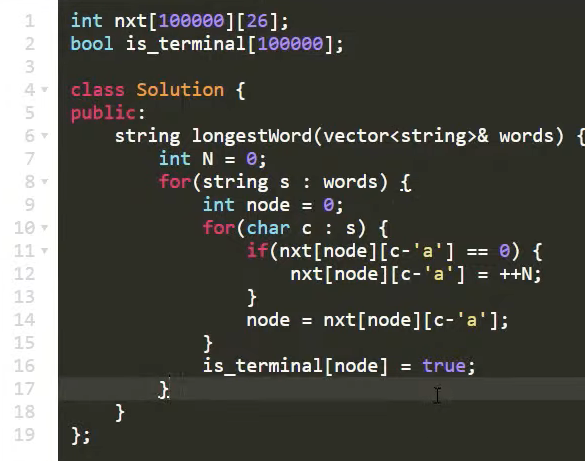 1 int nxt[100000][26];
2 bool is_terminal[100000];
3
4 class Solution {
5 public:
6     string longestWord(vector<string>& words) {
7         int N = 0;
8         for(string s : words) {
9             int node = 0;
10             for(char c : s) {
11                 if(nxt[node][c-'a'] == 0) {
12                     nxt[node][c-'a'] = ++N;
13                 }
14                 node = nxt[node][c-'a'];
15             }
16             is_terminal[node] = true;
17         }
18     }
19 };